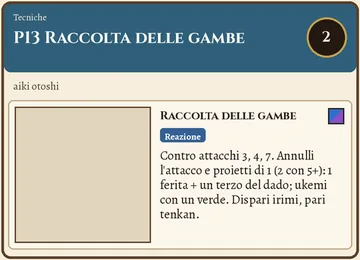 Tecniche
P13 Raccolta delle gambe
2
aiki otoshi
Raccolta delle gambe
Reazione
Contro attacchi 3, 4, 7. Annulli
l'attacco e proietti di 1 (2 con 5+): 1
ferita + un terzo del dado; ukemi
con un verde. Dispari irimi, pari
tenkan.